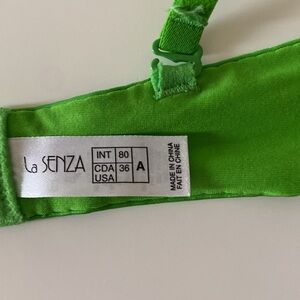 La SENZA
INT 80
CDA 36 A
USA
MADE IN CHINA
FAIT EN CHINE